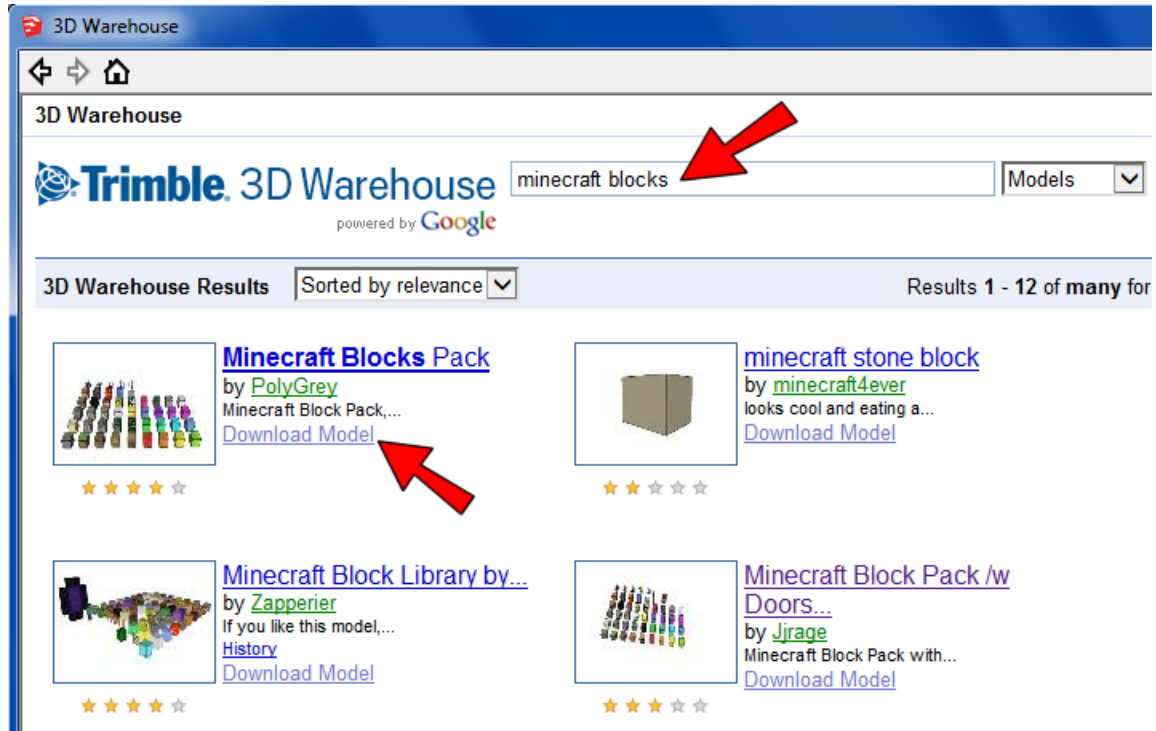 3D Warehouse
3D Warehouse
Trimble. 3D Warehouse
powered by Google
minecraft blocks
Models
3D Warehouse Results
Sorted by relevance
Results 1 - 12 of many for
Minecraft Blocks Pack
by PolyGrey
Minecraft Block Pack,...
Download Model
minecraft stone block
by minecraft4ever
looks cool and eating a...
Download Model
Minecraft Block Library by...
by Zapperier
If you like this model,...
History
Download Model
Minecraft Block Pack /w
Doors...
by Jjrage
Minecraft Block Pack with...
Download Model